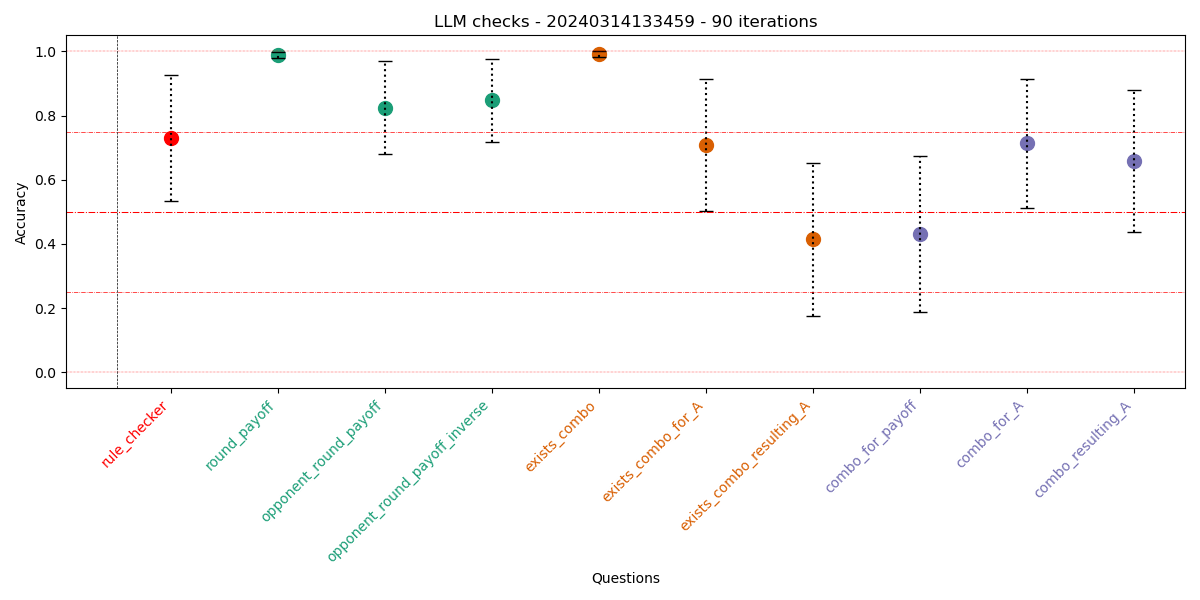 LLM checks - 20240314133459 - 90 iterations
1.0
0.8
0.6
0.4
0.2
0.0
Accuracy
rule_checker
round_payoff
opponent_round_payoff
opponent_round_payoff_inverse
exists_combo
exists_combo_for_A
exists_combo_resulting_A
combo_for_payoff
combo_for_A
combo_resulting_A
Questions